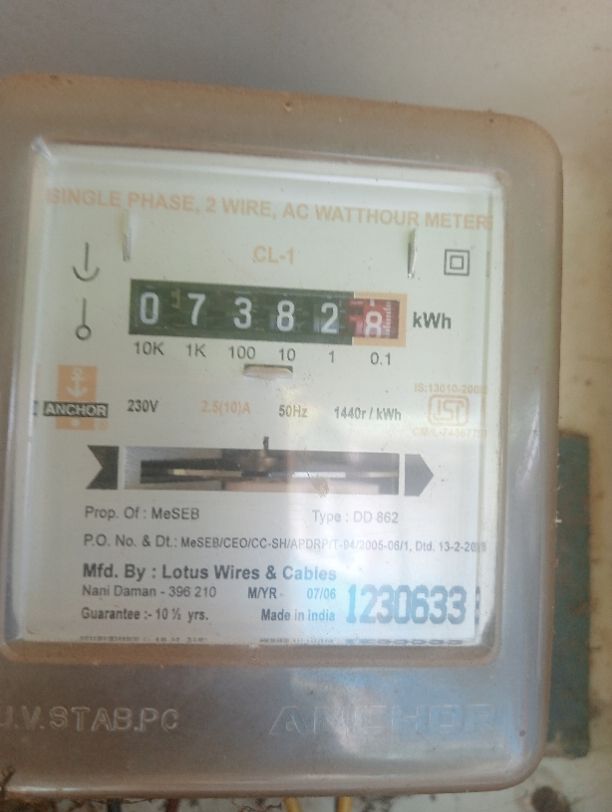 SINGLE PHASE, 2 WIRE, AC WATTHOUR METER
CL-1
0 7 3 8 2 8 kWh
10K 1K 100 10 1 0.1
ANCHOR 230V 2.5(10)A 50Hz 1440r / kWh
ISI
Prop. Of : MeSEB Type : DD 862
P.O. No. & Dt.: MeSEB/CEO/CC-SH/APDRP/T-04/2005-06/1, Dtd. 13-2-
Mfd. By : Lotus Wires & Cables
Nani Daman - 396 210 M/YR - 07/06
Guarantee :- 10 ½ yrs. Made in India 1230633
U.V.STAB.PC ANCHOR